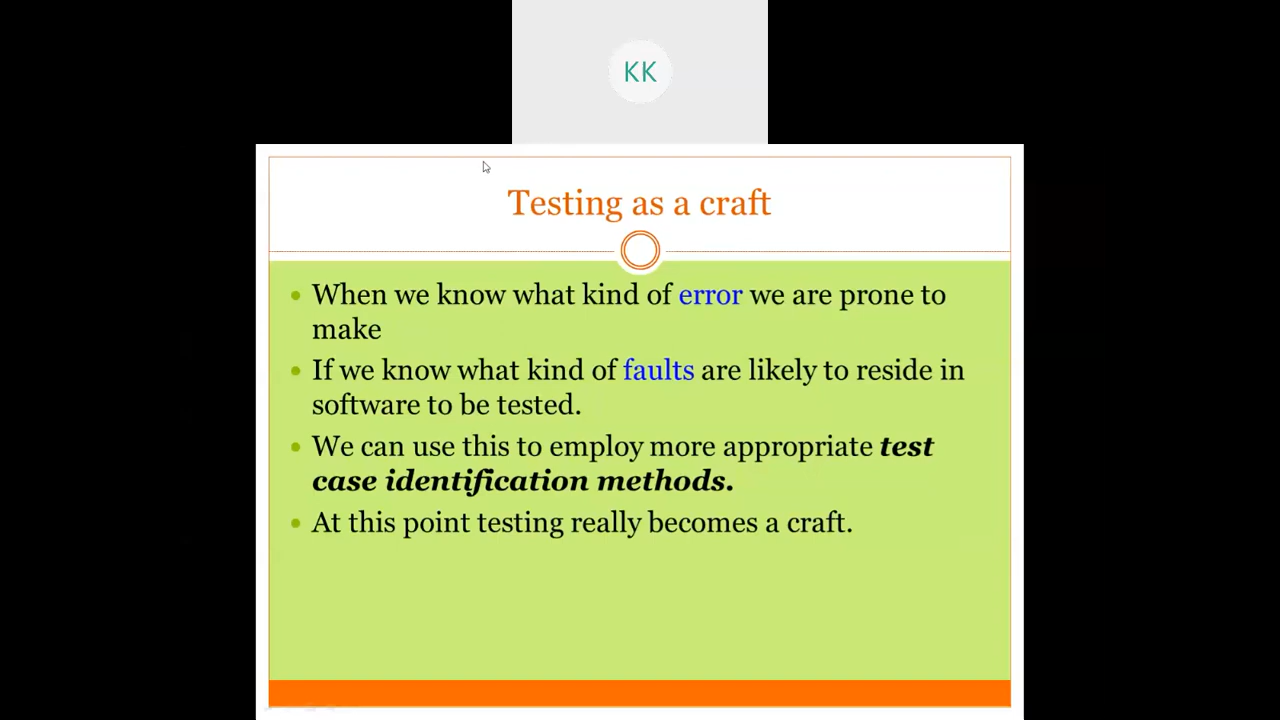 KK
Testing as a craft
When we know what kind of error we are prone to
make
If we know what kind of faults are likely to reside in
software to be tested.
We can use this to employ more appropriate test
case identification methods.
At this point testing really becomes a craft.